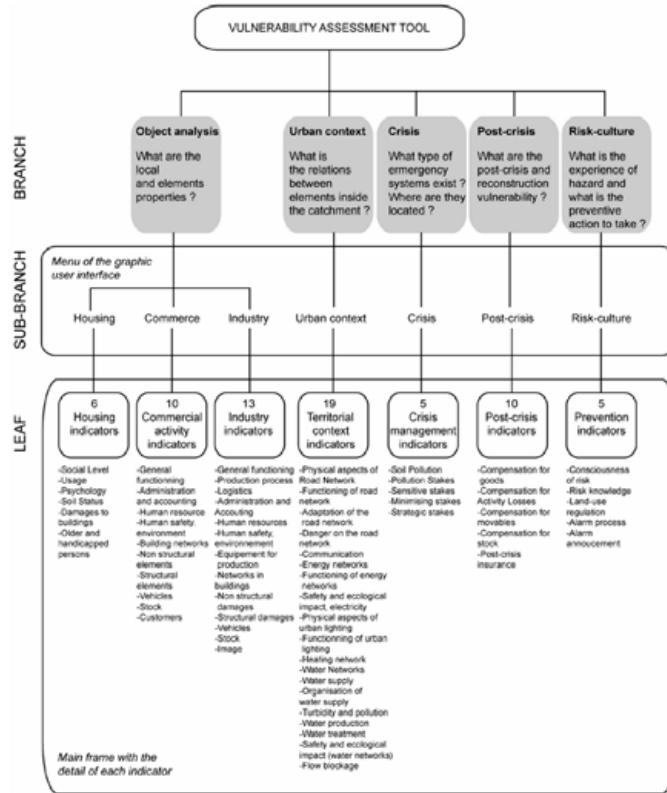 VULNERABILITY ASSESSMENT TOOL
BRANCH
Object analysis
What are the
local
and elements
properties ?
Urban context
What is
the relations
between
elements inside
the catchment ?
Crisis
What type of
ermergency
systems exist ?
Where are they
located ?
Post-crisis
What are the
post-crisis and
reconstruction
vulnerability ?
Risk-culture
What is the
experience of
hazard and
what is the
preventive
action to take ?
SUB-BRANCH
Menu of the graphic
user interface
Housing
Commerce
Industry
Urban context
Crisis
Post-crisis
Risk-culture
LEAF
6
Housing
indicators
-Social Level
-Usage
-Psychology
-Soil Status
-Damages to
buildings
-Older and
handicapped
persons
10
Commercial
activity
indicators
-General
functionning
-Administration
and accounting
-Human resource
-Human safety,
environment
-Building networks
-Non structural
elements
-Structural
elements
-Vehicles
-Stock
-Customers
13
Industry
indicators
-General functioning
-Production process
-Logistics
-Administration and
Accouting
-Human resources
-Human safety,
environnement
-Equipement for
production
-Networks in
buildings
-Non structural
damages
-Structural damages
-Vehicles
-Stock
-Image
19
Territorial
context
indicators
-Physical aspects of
Road Network
-Functioning of road
network
-Adaptation of the
road network
-Danger on the road
network
-Communication
-Energy networks
-Functioning of energy
networks
-Safety and ecological
impact, electricity
-Physical aspects of
urban lighting
-Functionning of urban
lighting
-Heating network
-Water Networks
-Water supply
-Organisation of
water supply
-Turbidity and pollution
-Water production
-Water treatment
-Safety and ecological
impact (water networks)
-Flow blockage
5
Crisis
management
indicators
-Soil Pollution
-Pollution Stakes
-Sensitive stakes
-Minimising stakes
-Strategic stakes
10
Post-crisis
indicators
-Compensation for
goods
-Compensation for
Activity Losses
-Compensation for
movables
-Compensation for
stock
-Post-crisis
insurance
5
Prevention
indicators
-Consciousness
of risk
-Risk knowledge
-Land-use
regulation
-Alarm process
-Alarm
annoucement
Main frame with the
detail of each indicator